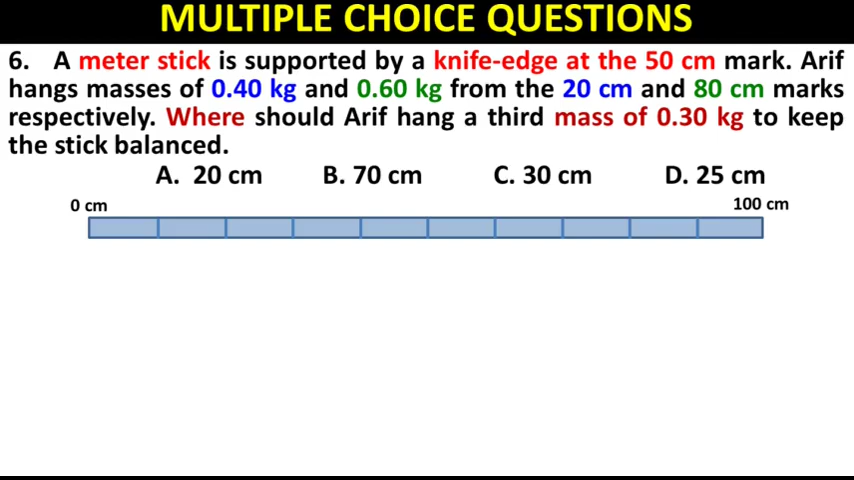 MULTIPLE CHOICE QUESTIONS
6. A meter stick is supported by a knife-edge at the 50 cm mark. Arif
hangs masses of 0.40 kg and 0.60 kg from the 20 cm and 80 cm marks
respectively. Where should Arif hang a third mass of 0.30 kg to keep
the stick balanced.
A. 20 cm B. 70 cm C. 30 cm D. 25 cm
0 cm 100 cm